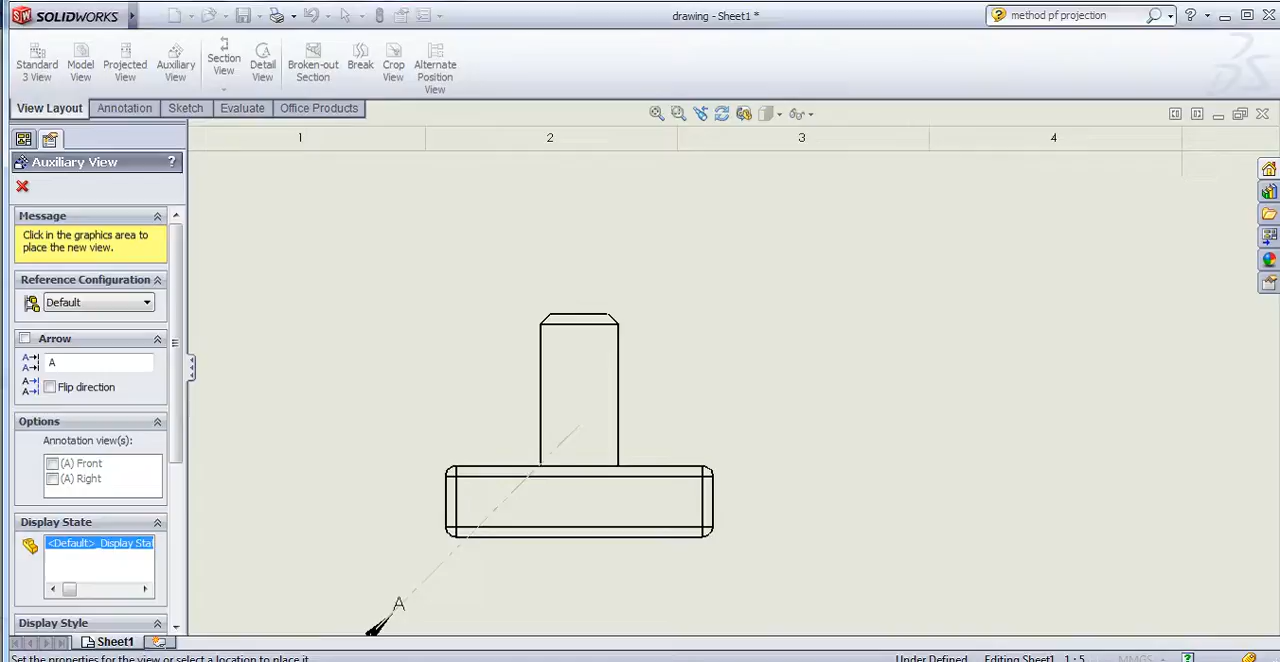 SOLIDWORKS
drawing - Sheet1 *
method pf projection
?
Standard
3 View
Model
View
Projected
View
Auxiliary
View
Section
View
Detail
View
Broken-out
Section
Break
Crop
View
Alternate
Position
View
View Layout
Annotation
Sketch
Evaluate
Office Products
1
2
3
4
Auxiliary View
?
Message
Click in the graphics area to
place the new view.
Reference Configuration
Default
Arrow
A
Flip direction
Options
Annotation view(s):
(A) Front
(A) Right
Display State
<Default>_Display Stat
Display Style
A
Sheet1
Set the properties for the view or select a location to place it
Under Defined
Editing Sheet1
1 : 5
MMGS
?